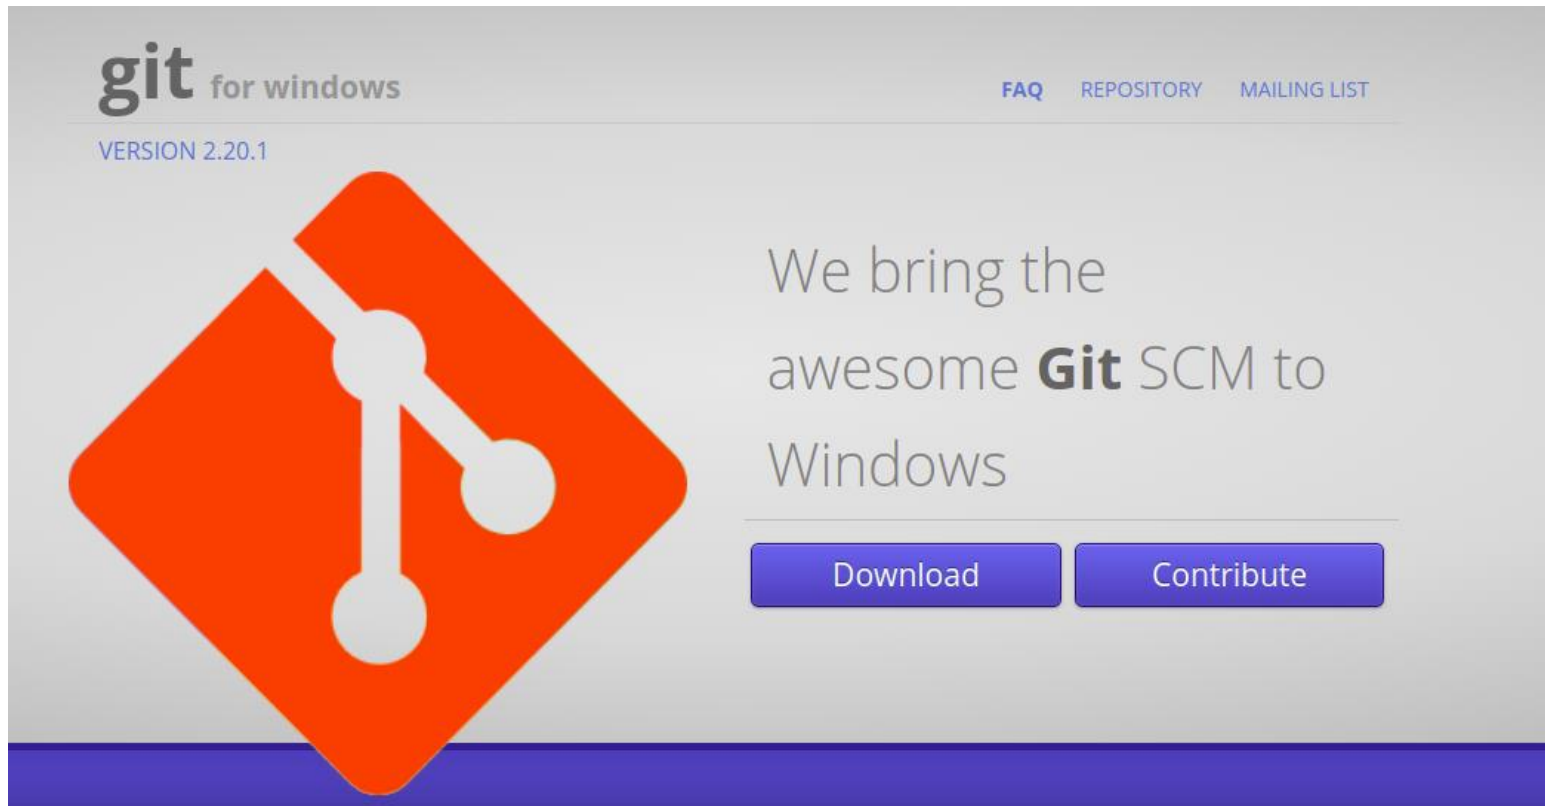 git for windows
FAQ REPOSITORY MAILING LIST
VERSION 2.20.1
We bring the
awesome Git SCM to
Windows
Download Contribute